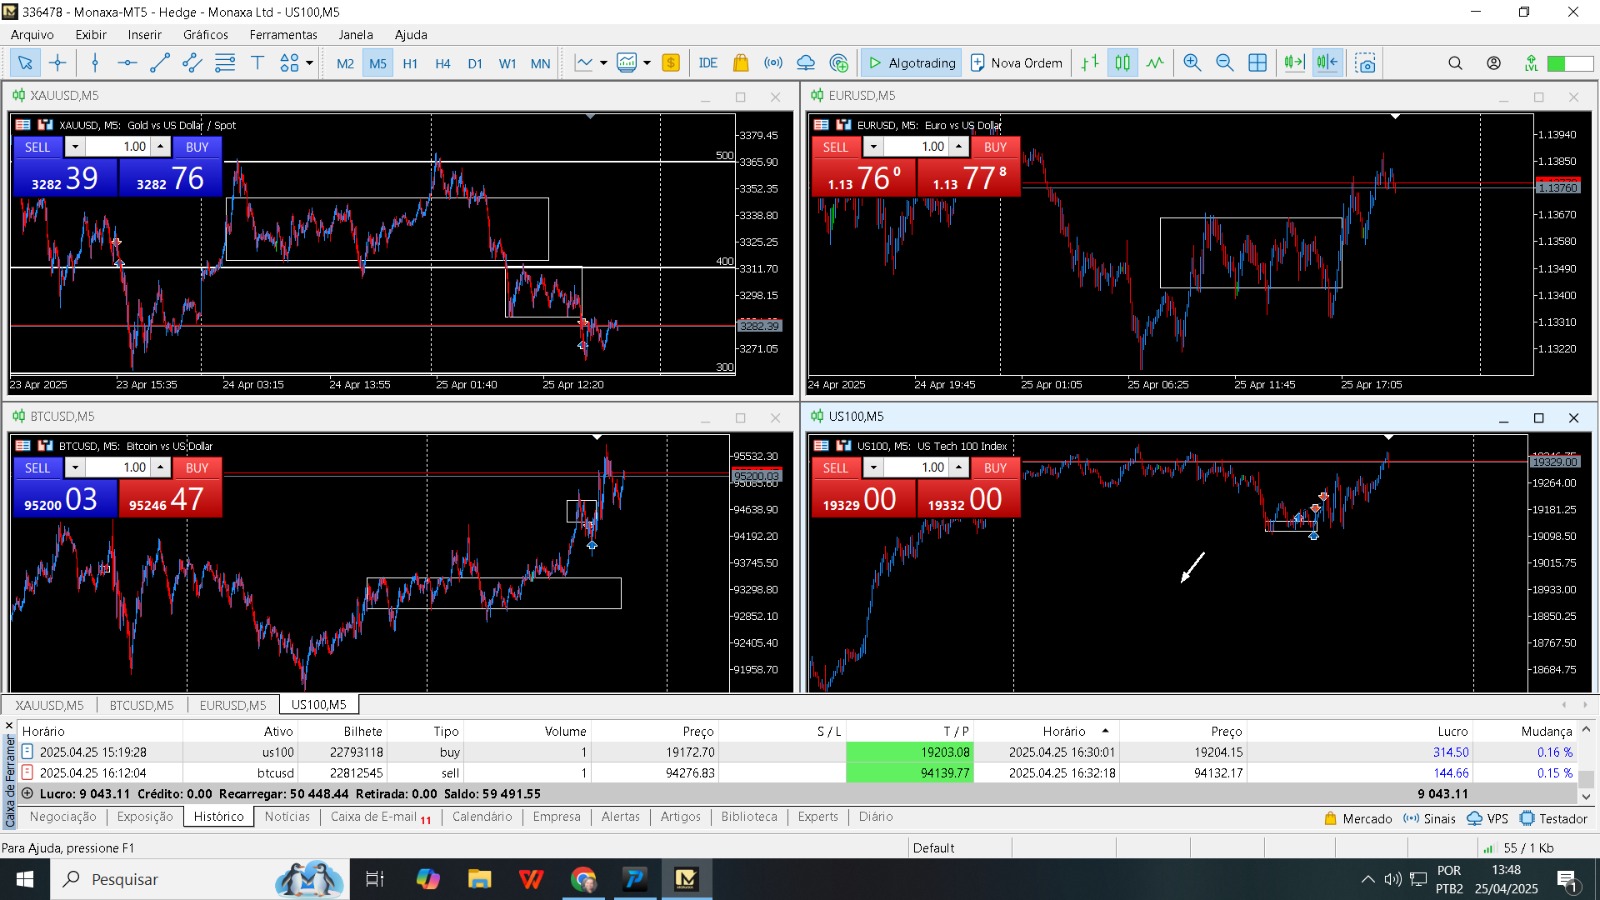 336478 - Monaxa-MT5 - Hedge - Monaxa Ltd - US100,M5
Arquivo Exibir Inserir Gráficos Ferramentas Janela Ajuda
M2 M5 H1 H4 D1 W1 MN IDE Algotrading Nova Ordem LVL
XAUUSD,M5
XAUUSD, M5: Gold vs US Dollar / Spot
SELL 1.00 BUY
3282 39 3282 76
500
400
300
3379.45
3365.90
3352.35
3338.80
3325.25
3311.70
3298.15
3282.39
3271.05
23 Apr 2025 23 Apr 15:35 24 Apr 03:15 24 Apr 13:55 25 Apr 01:40 25 Apr 12:20
EURUSD,M5
EURUSD, M5: Euro vs US Dollar
SELL 1.00 BUY
1.13 76 0 1.13 77 8
1.13940
1.13850
1.13760
1.13670
1.13580
1.13490
1.13400
1.13310
1.13220
24 Apr 2025 24 Apr 19:45 25 Apr 01:05 25 Apr 06:25 25 Apr 11:45 25 Apr 17:05
BTCUSD,M5
BTCUSD, M5: Bitcoin vs US Dollar
SELL 1.00 BUY
95200 03 95246 47
95532.30
95200.03
94638.90
94192.20
93745.50
93298.80
92852.10
92405.40
91958.70
US100,M5
US100, M5: US Tech 100 Index
SELL 1.00 BUY
19329 00 19332 00
19329.00
19264.00
19181.25
19098.50
19015.75
18933.00
18850.25
18767.50
18684.75
XAUUSD,M5 BTCUSD,M5 EURUSD,M5 US100,M5
Caixa de Ferramer
Horário Ativo Bilhete Tipo Volume Preço S / L T / P Horário Preço Lucro Mudança
2025.04.25 15:19:28 us100 22793118 buy 1 19172.70 19203.08 2025.04.25 16:30:01 19204.15 314.50 0.16 %
2025.04.25 16:12:04 btcusd 22812545 sell 1 94276.83 94139.77 2025.04.25 16:32:18 94132.17 144.66 0.15 %
Lucro: 9 043.11 Crédito: 0.00 Recarregar: 50 448.44 Retirada: 0.00 Saldo: 59 491.55 9 043.11
Negociação Exposição Histórico Notícias Caixa de E-mail 11 Calendário Empresa Alertas Artigos Biblioteca Experts Diário Mercado Sinais VPS Testador
Para Ajuda, pressione F1 Default 55 / 1 Kb
Pesquisar POR 13:48
PTB2 25/04/2025 1